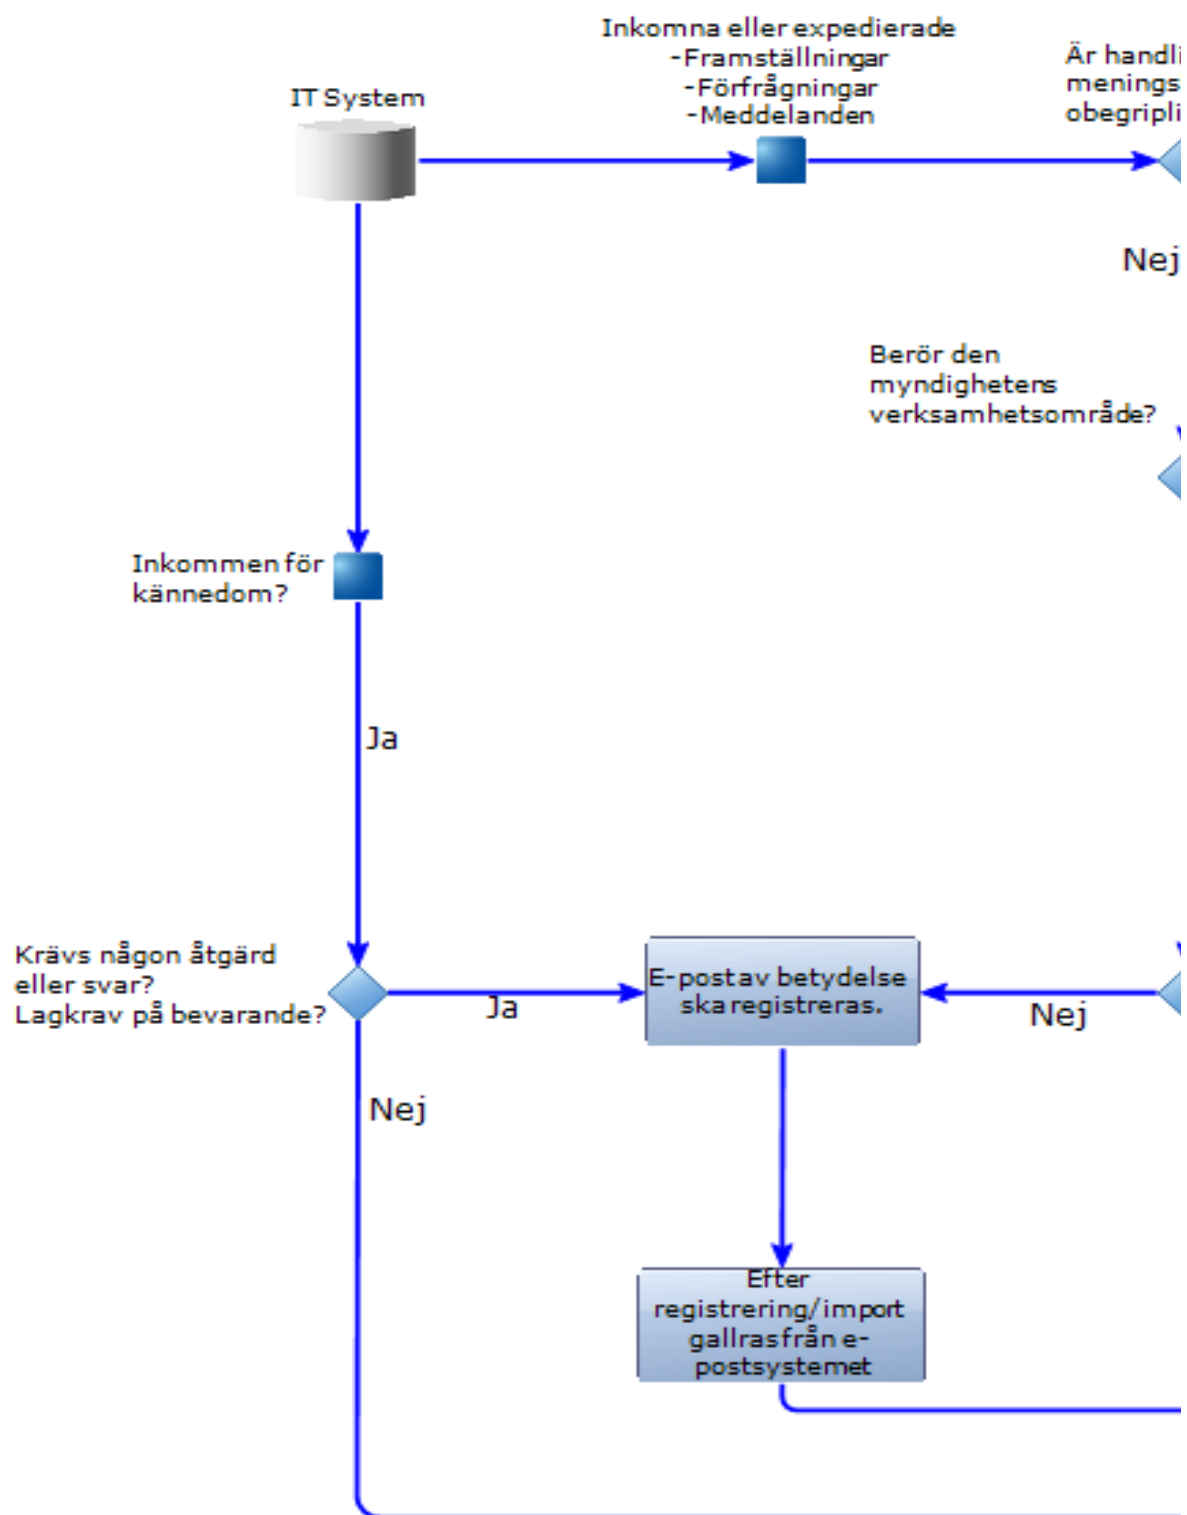 Inkomna eller expedierade
-Framställningar
-Förfrågningar
-Meddelanden
IT System
Är
Nej
Berör den
myndighetens
verksamhetsområde?
Inkommen för
kännedom?
Ja
Krävs någon åtgärd
eller svar?
Lagkrav på bevarande?
Ja
E-post av betydelse
ska registreras.
Nej
Nej
Efter
registrering/import
gallras från e-
postsystemet